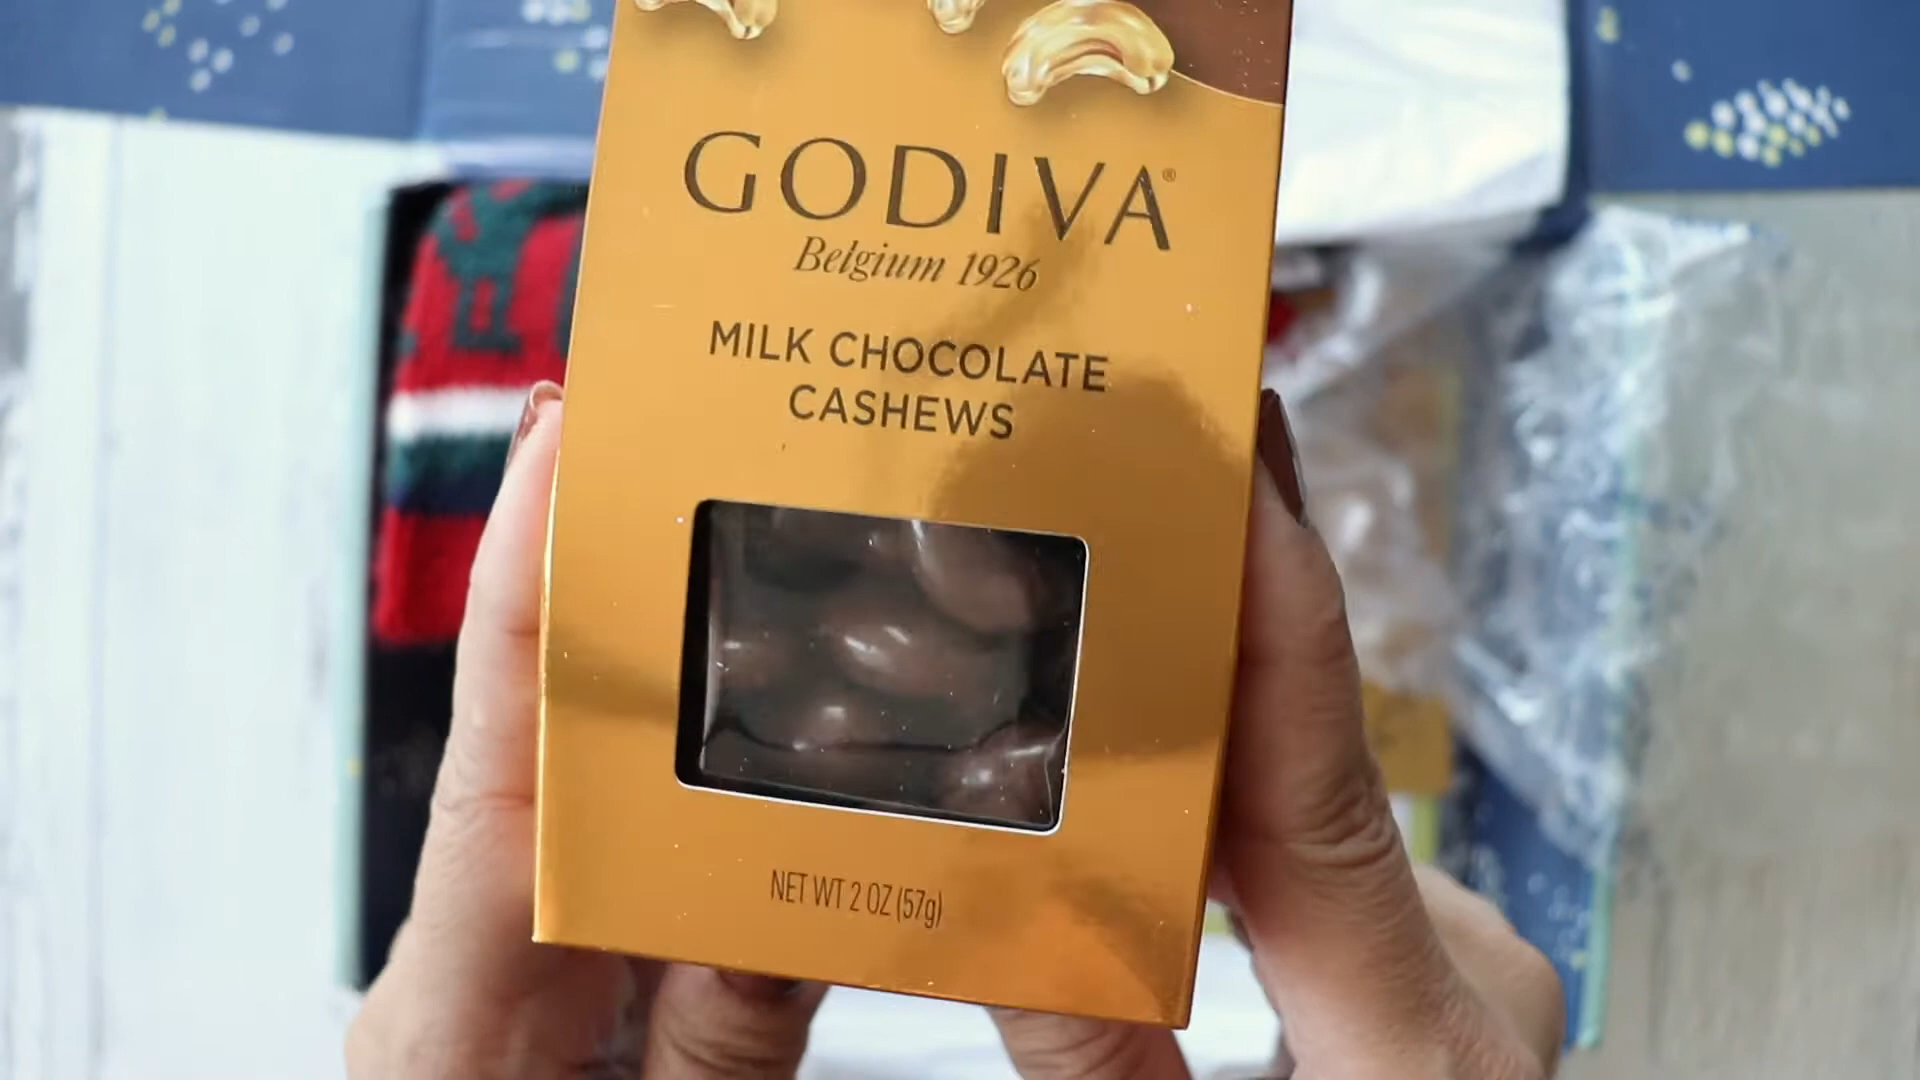 GODIVA®
Belgium 1926
MILK CHOCOLATE
CASHEWS
NET WT 2 OZ (57g)